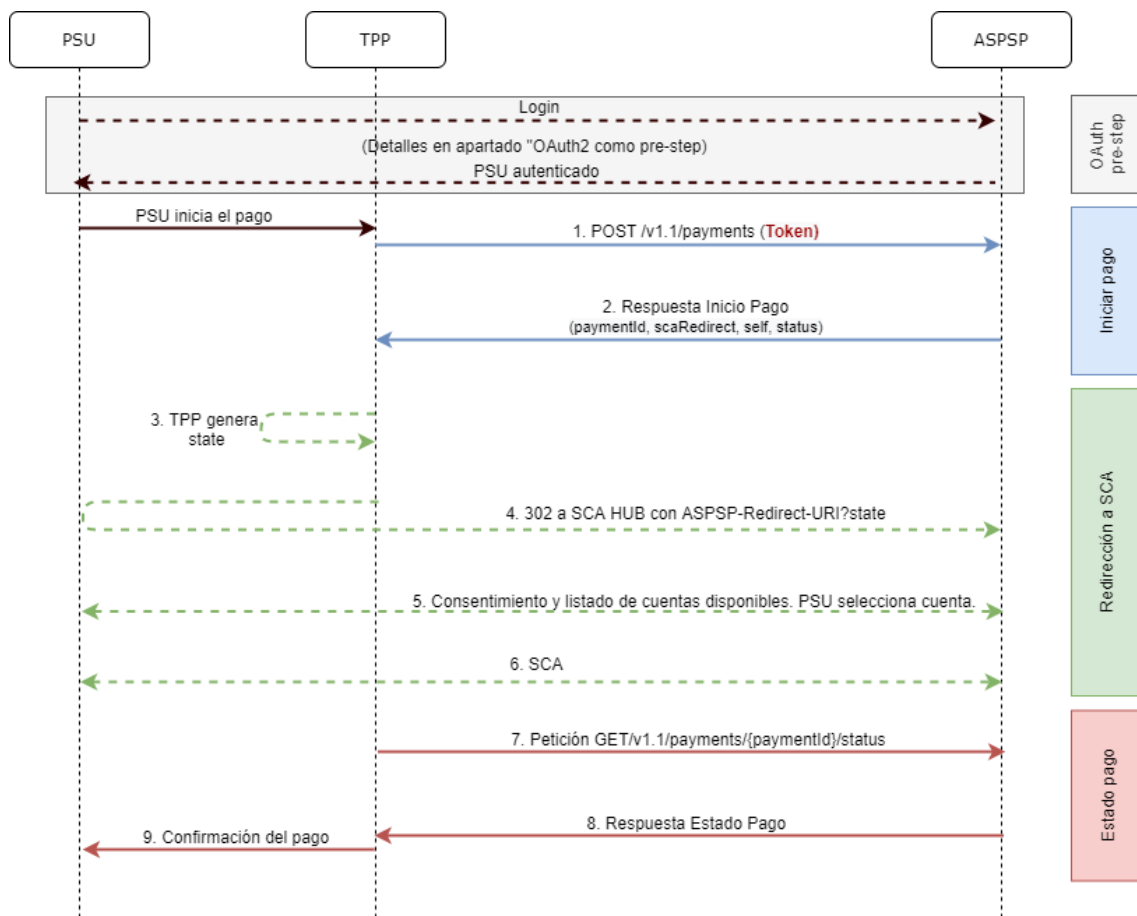 PSU
TPP
ASPSP
Login
(Detalles en apartado "OAuth2 como pre-step)
PSU autenticado
OAuth
pre-step
PSU inicia el pago
1. POST /v1.1/payments (Token)
2. Respuesta Inicio Pago
(paymentId, scaRedirect, self, status)
Iniciar pago
3. TPP genera
state
4. 302 a SCA HUB con ASPSP-Redirect-URI?state
5. Consentimiento y listado de cuentas disponibles. PSU selecciona cuenta.
6. SCA
Redirección a SCA
7. Petición GET/v1.1/payments/{paymentId}/status
8. Respuesta Estado Pago
9. Confirmación del pago
Estado pago